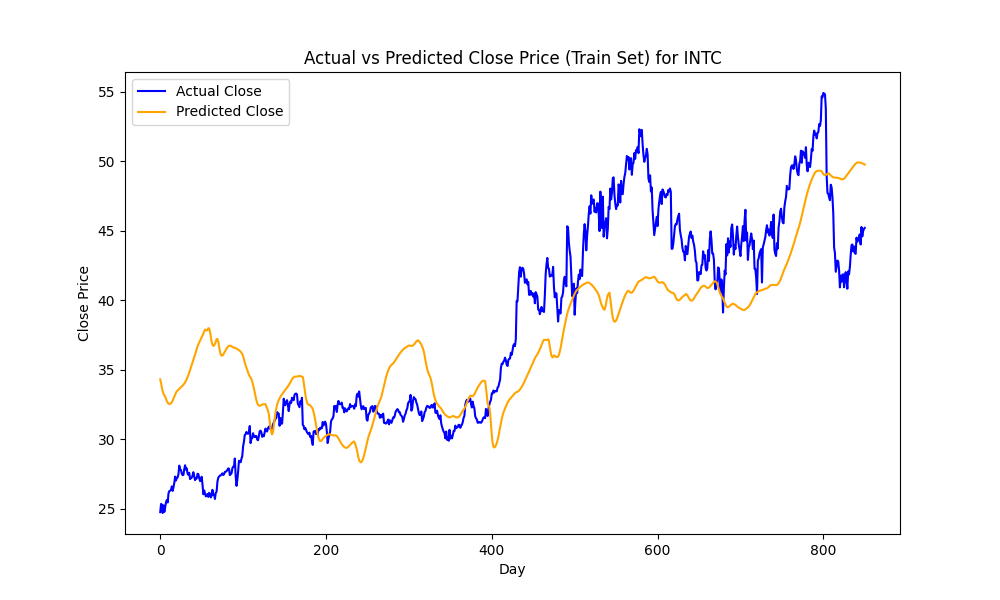 Actual vs Predicted Close Price (Train Set) for INTC
Actual Close
Predicted Close
Close Price
55
50
45
40
35
30
25
0 200 400 600 800
Day